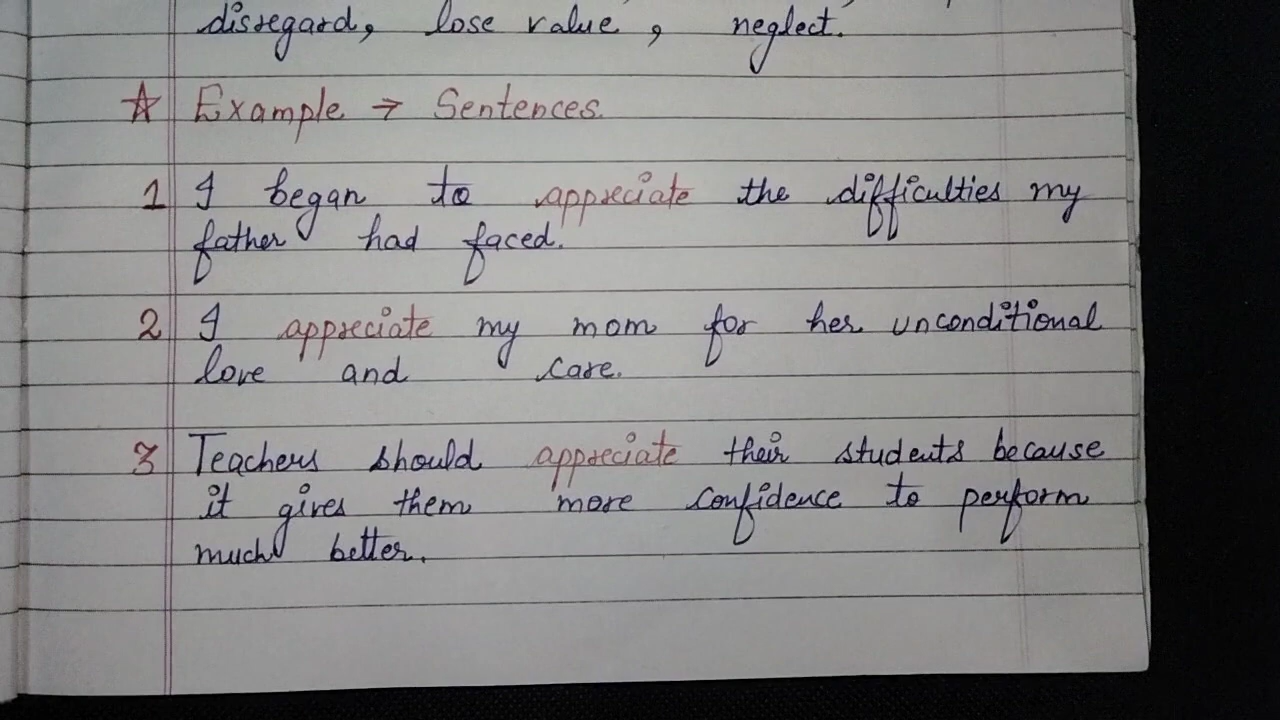 disregard, lose value, neglect.
☆ Example → Sentences.
1 I began to appreciate the difficulties my
father had faced.
2 I appreciate my mom for her unconditional
love and care.
3 Teachers should appreciate their students because
it gives them more confidence to perform
much better.